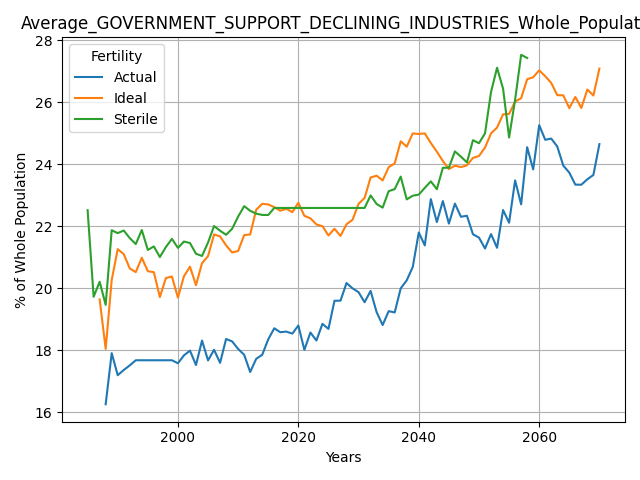 Average_GOVERNMENT_SUPPORT_DECLINING_INDUSTRIES_Whole_Populat
Fertility
Actual
Ideal
Sterile
% of Whole Population
28
26
24
22
20
18
16
2000
2020
2040
2060
Years